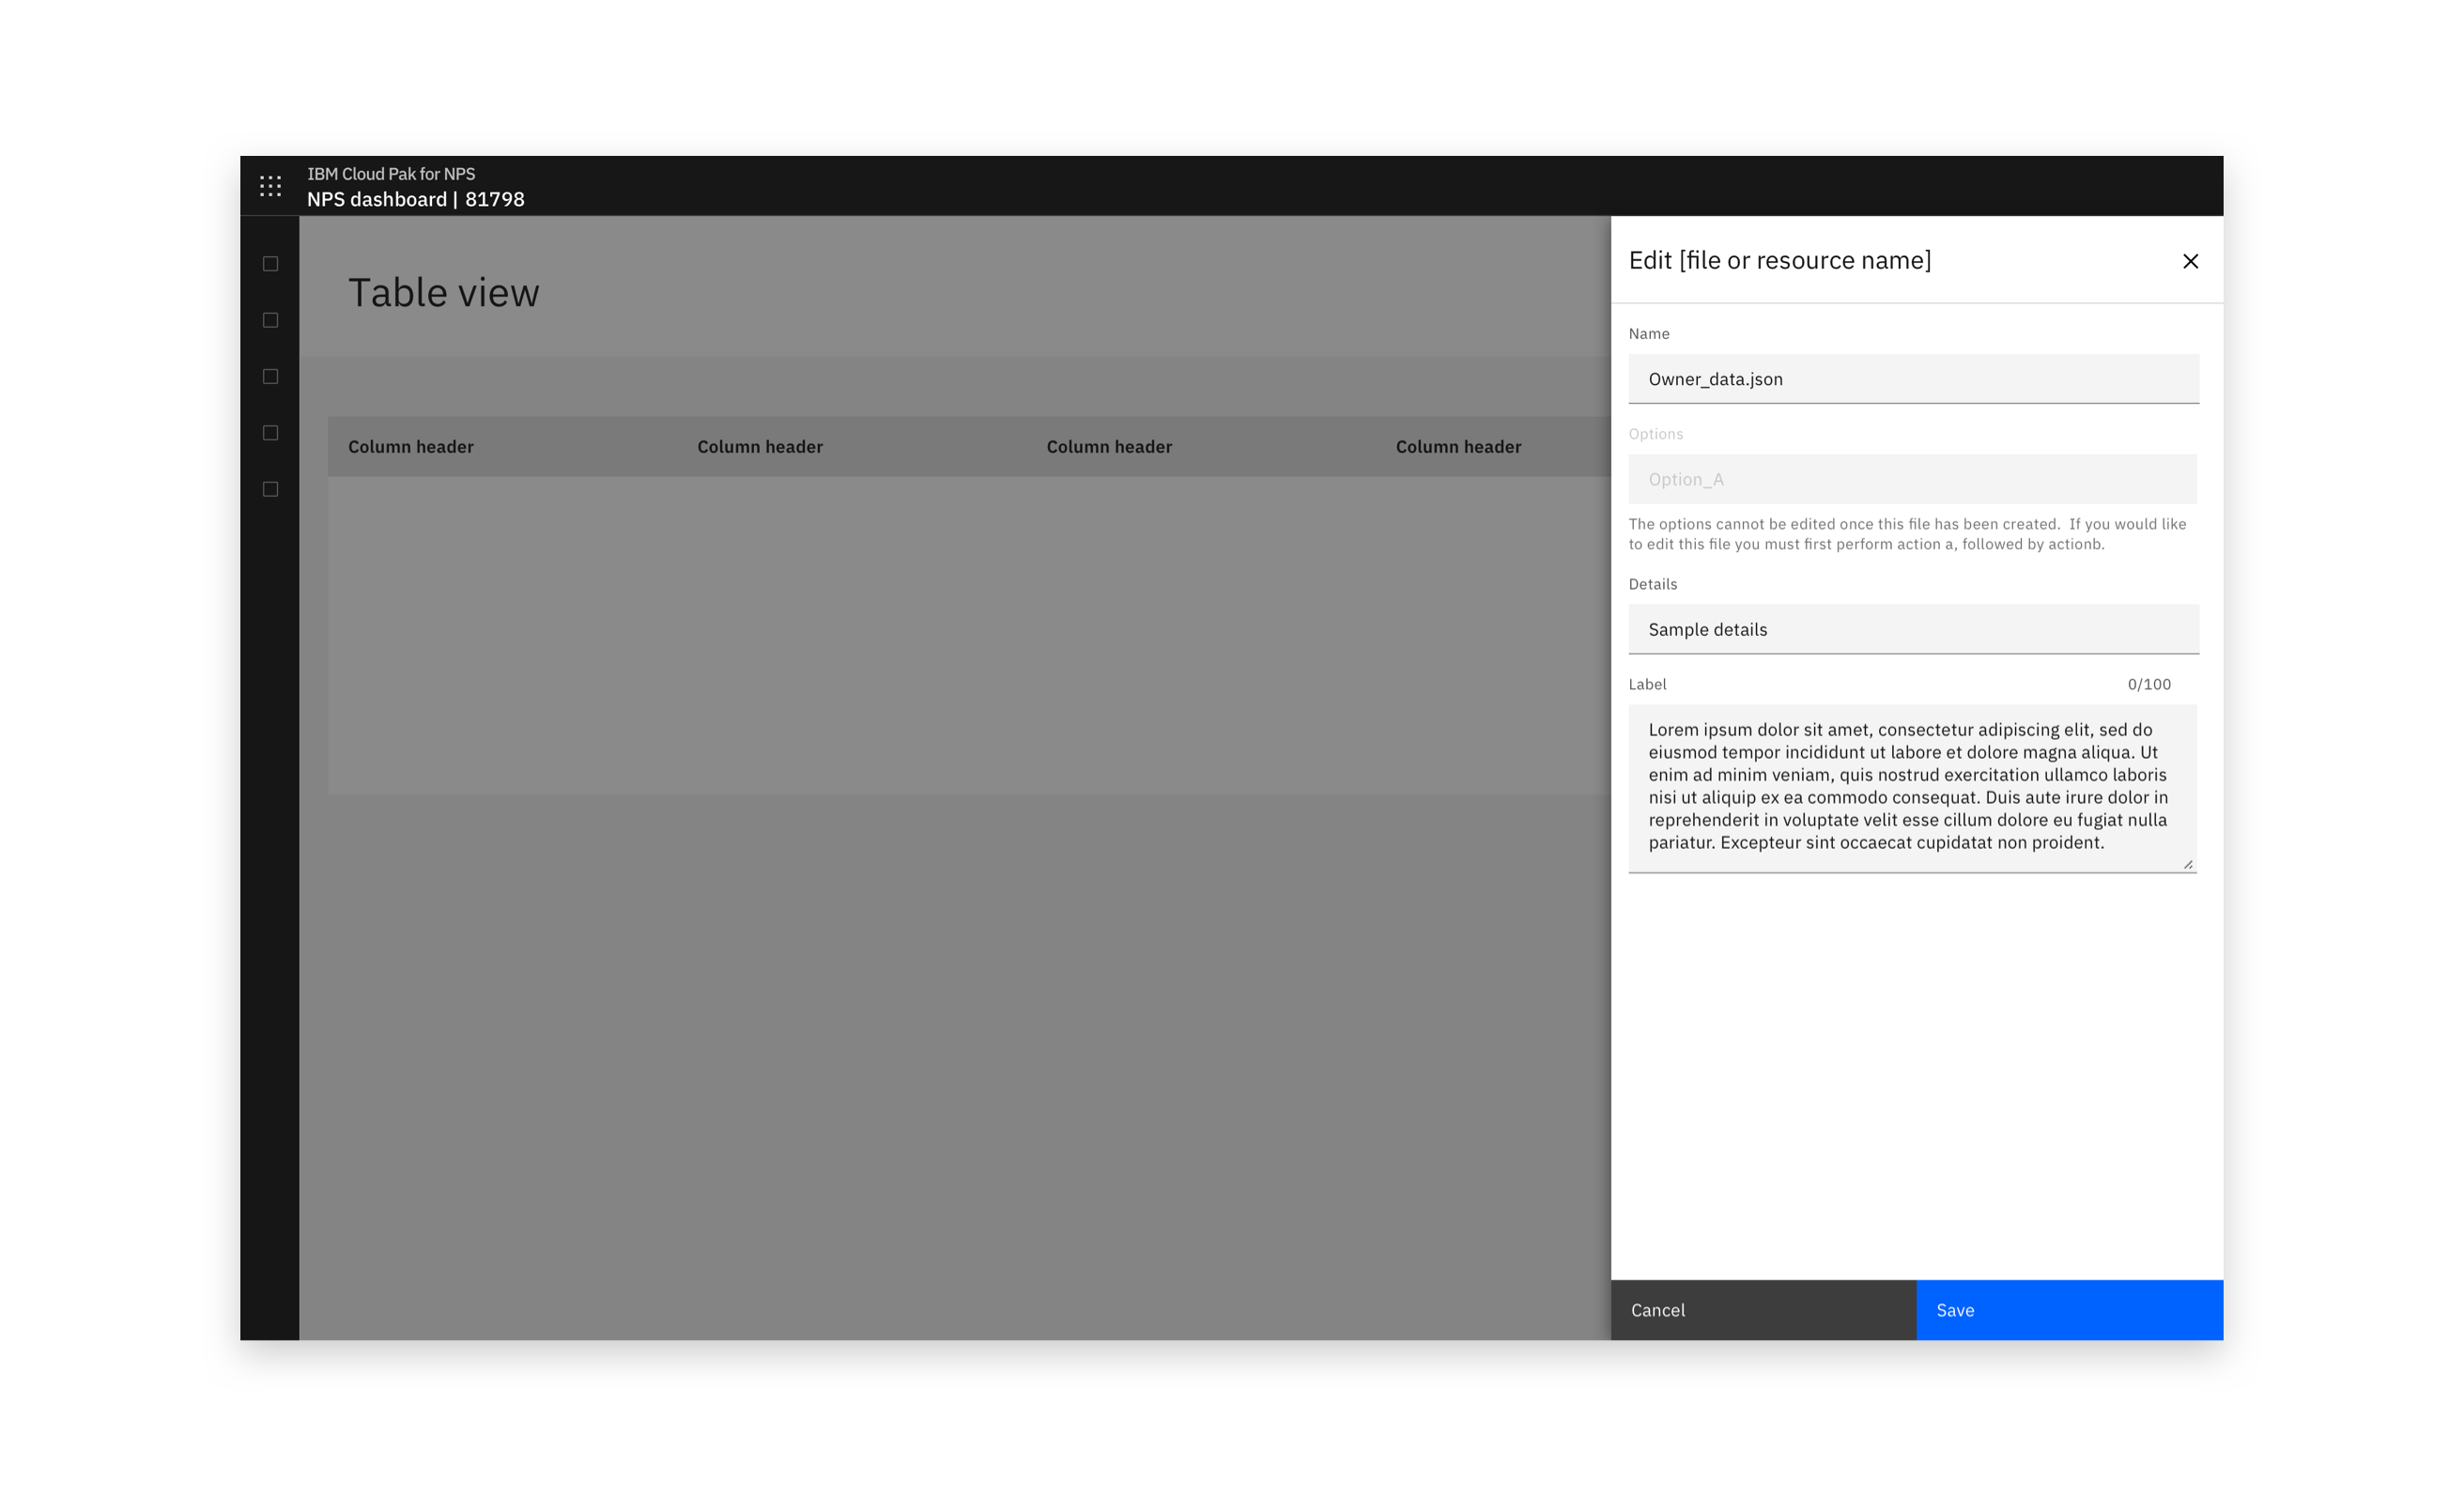 IBM Cloud Pak for NPS
NPS dashboard | 81798
Table view
Column header
Column header
Column header
Column header
Edit [file or resource name]
Name
Owner_data.json
Options
Option_A
The options cannot be edited once this file has been created.  If you would like
to edit this file you must first perform action a, followed by actionb.
Details
Sample details
Label
0/100
Lorem ipsum dolor sit amet, consectetur adipiscing elit, sed do
eiusmod tempor incididunt ut labore et dolore magna aliqua. Ut
enim ad minim veniam, quis nostrud exercitation ullamco laboris
nisi ut aliquip ex ea commodo consequat. Duis aute irure dolor in
reprehenderit in voluptate velit esse cillum dolore eu fugiat nulla
pariatur. Excepteur sint occaecat cupidatat non proident.
Cancel
Save